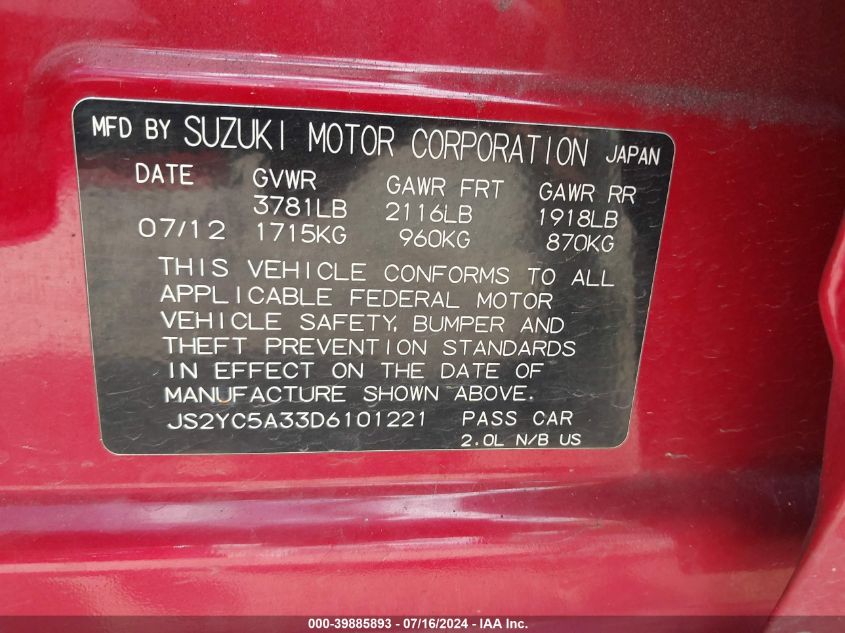 MFD BY SUZUKI MOTOR CORPORATION JAPAN
DATE GVWR GAWR FRT GAWR RR
3781LB 2116LB 1918LB
07/12 1715KG 960KG 870KG
THIS VEHICLE CONFORMS TO ALL
APPLICABLE FEDERAL MOTOR
VEHICLE SAFETY, BUMPER AND
THEFT PREVENTION STANDARDS
IN EFFECT ON THE DATE OF
MANUFACTURE SHOWN ABOVE.
JS2YC5A33D6101221 PASS CAR
2.0L N/B US
000-39885893 - 07/16/2024 - IAA Inc.